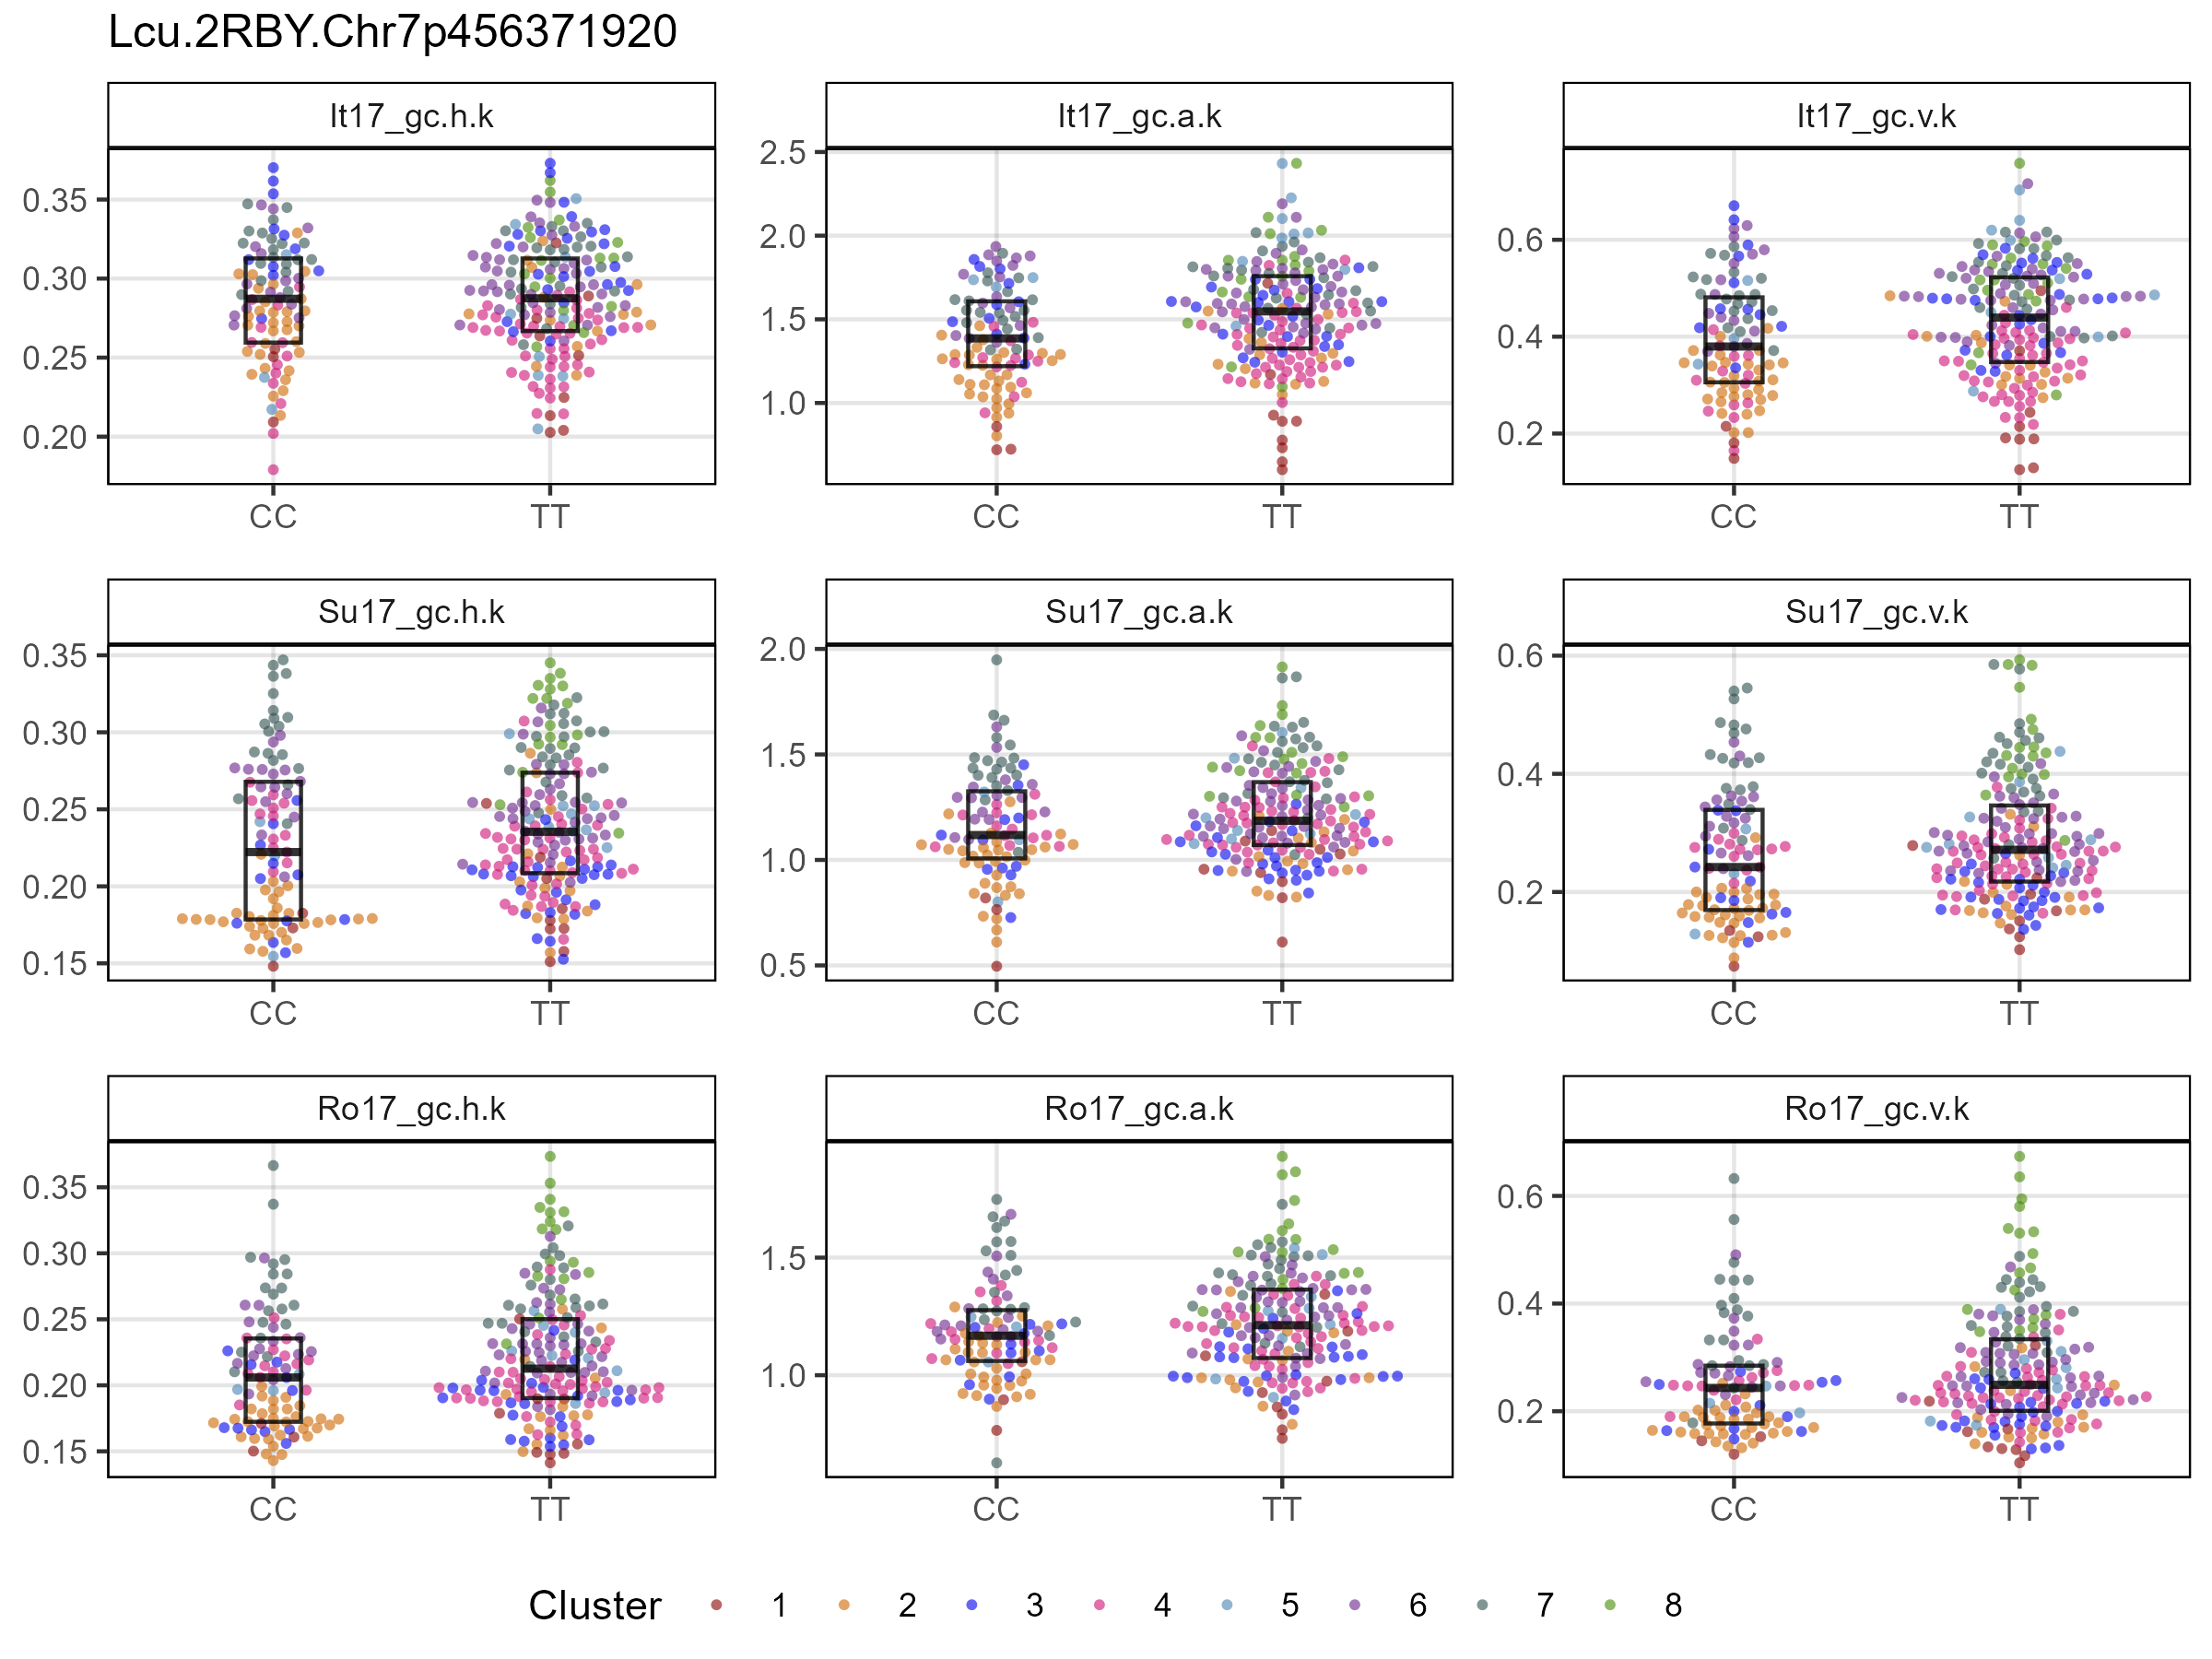 Lcu.2RBY.Chr7p456371920
It17_gc.h.k
It17_gc.a.k
It17_gc.v.k
0.35
0.30
0.25
0.20
CC TT
2.5
2.0
1.5
1.0
CC TT
0.6
0.4
0.2
CC TT
Su17_gc.h.k
Su17_gc.a.k
Su17_gc.v.k
0.35
0.30
0.25
0.20
0.15
CC TT
2.0
1.5
1.0
0.5
CC TT
0.6
0.4
0.2
CC TT
Ro17_gc.h.k
Ro17_gc.a.k
Ro17_gc.v.k
0.35
0.30
0.25
0.20
0.15
CC TT
1.5
1.0
CC TT
0.6
0.4
0.2
CC TT
Cluster 1 2 3 4 5 6 7 8